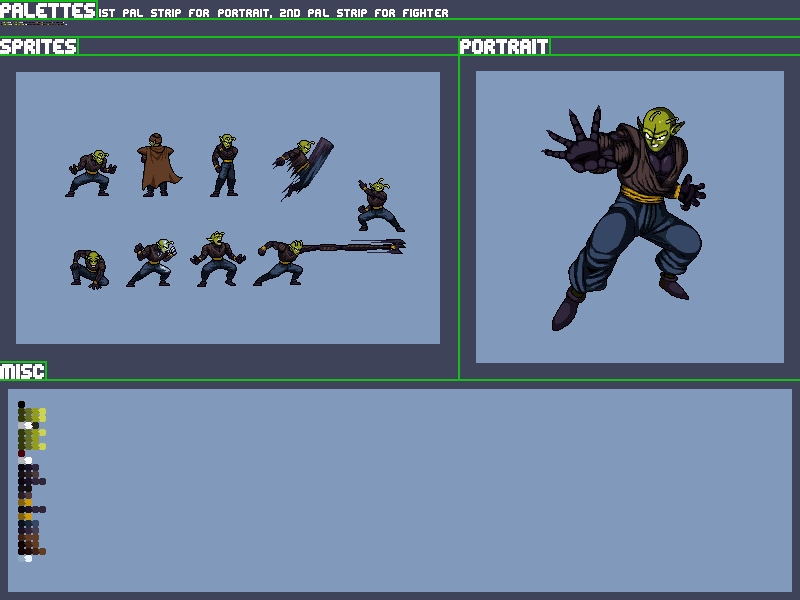 PALETTES 1ST PAL STRIP FOR PORTRAIT, 2ND PAL STRIP FOR FIGHTER
SPRITES
PORTRAIT
MISC